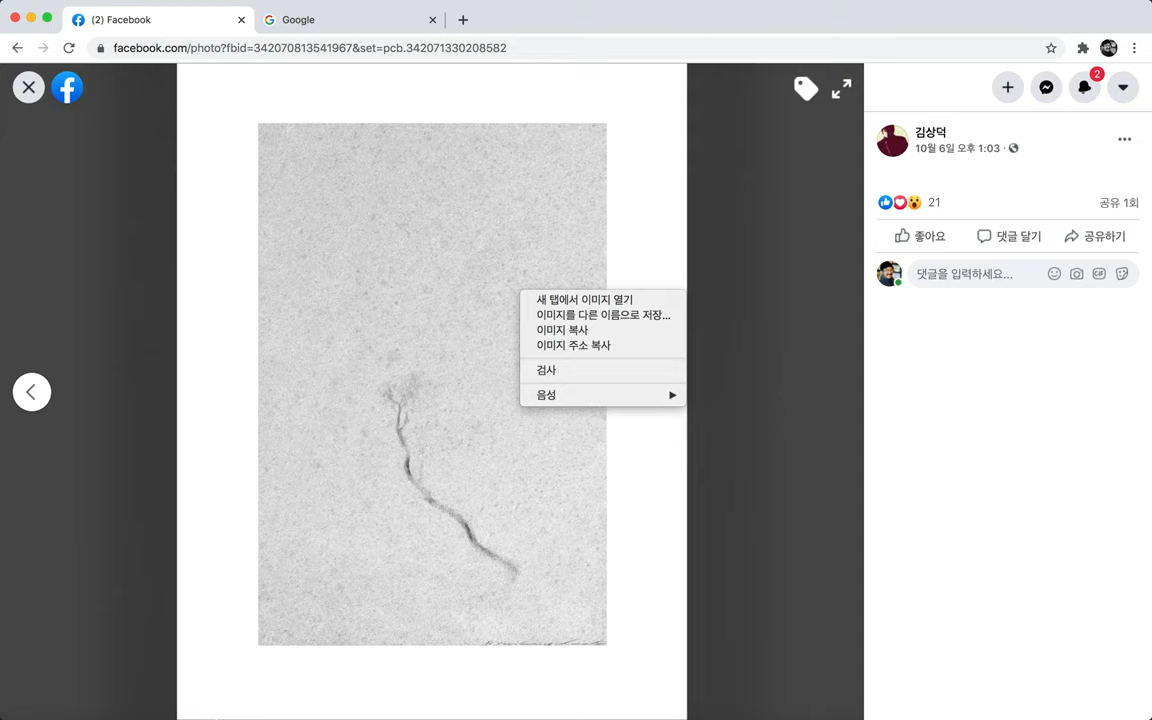 (2) Facebook
Google
facebook.com/photo?fbid=342070813541967&set=pcb.342071330208582
2
김상덕
10월 6일 오후 1:03 ·
21
공유 1회
좋아요
댓글 달기
공유하기
댓글을 입력하세요...
GIF
새 탭에서 이미지 열기
이미지를 다른 이름으로 저장...
이미지 복사
이미지 주소 복사
검사
음성